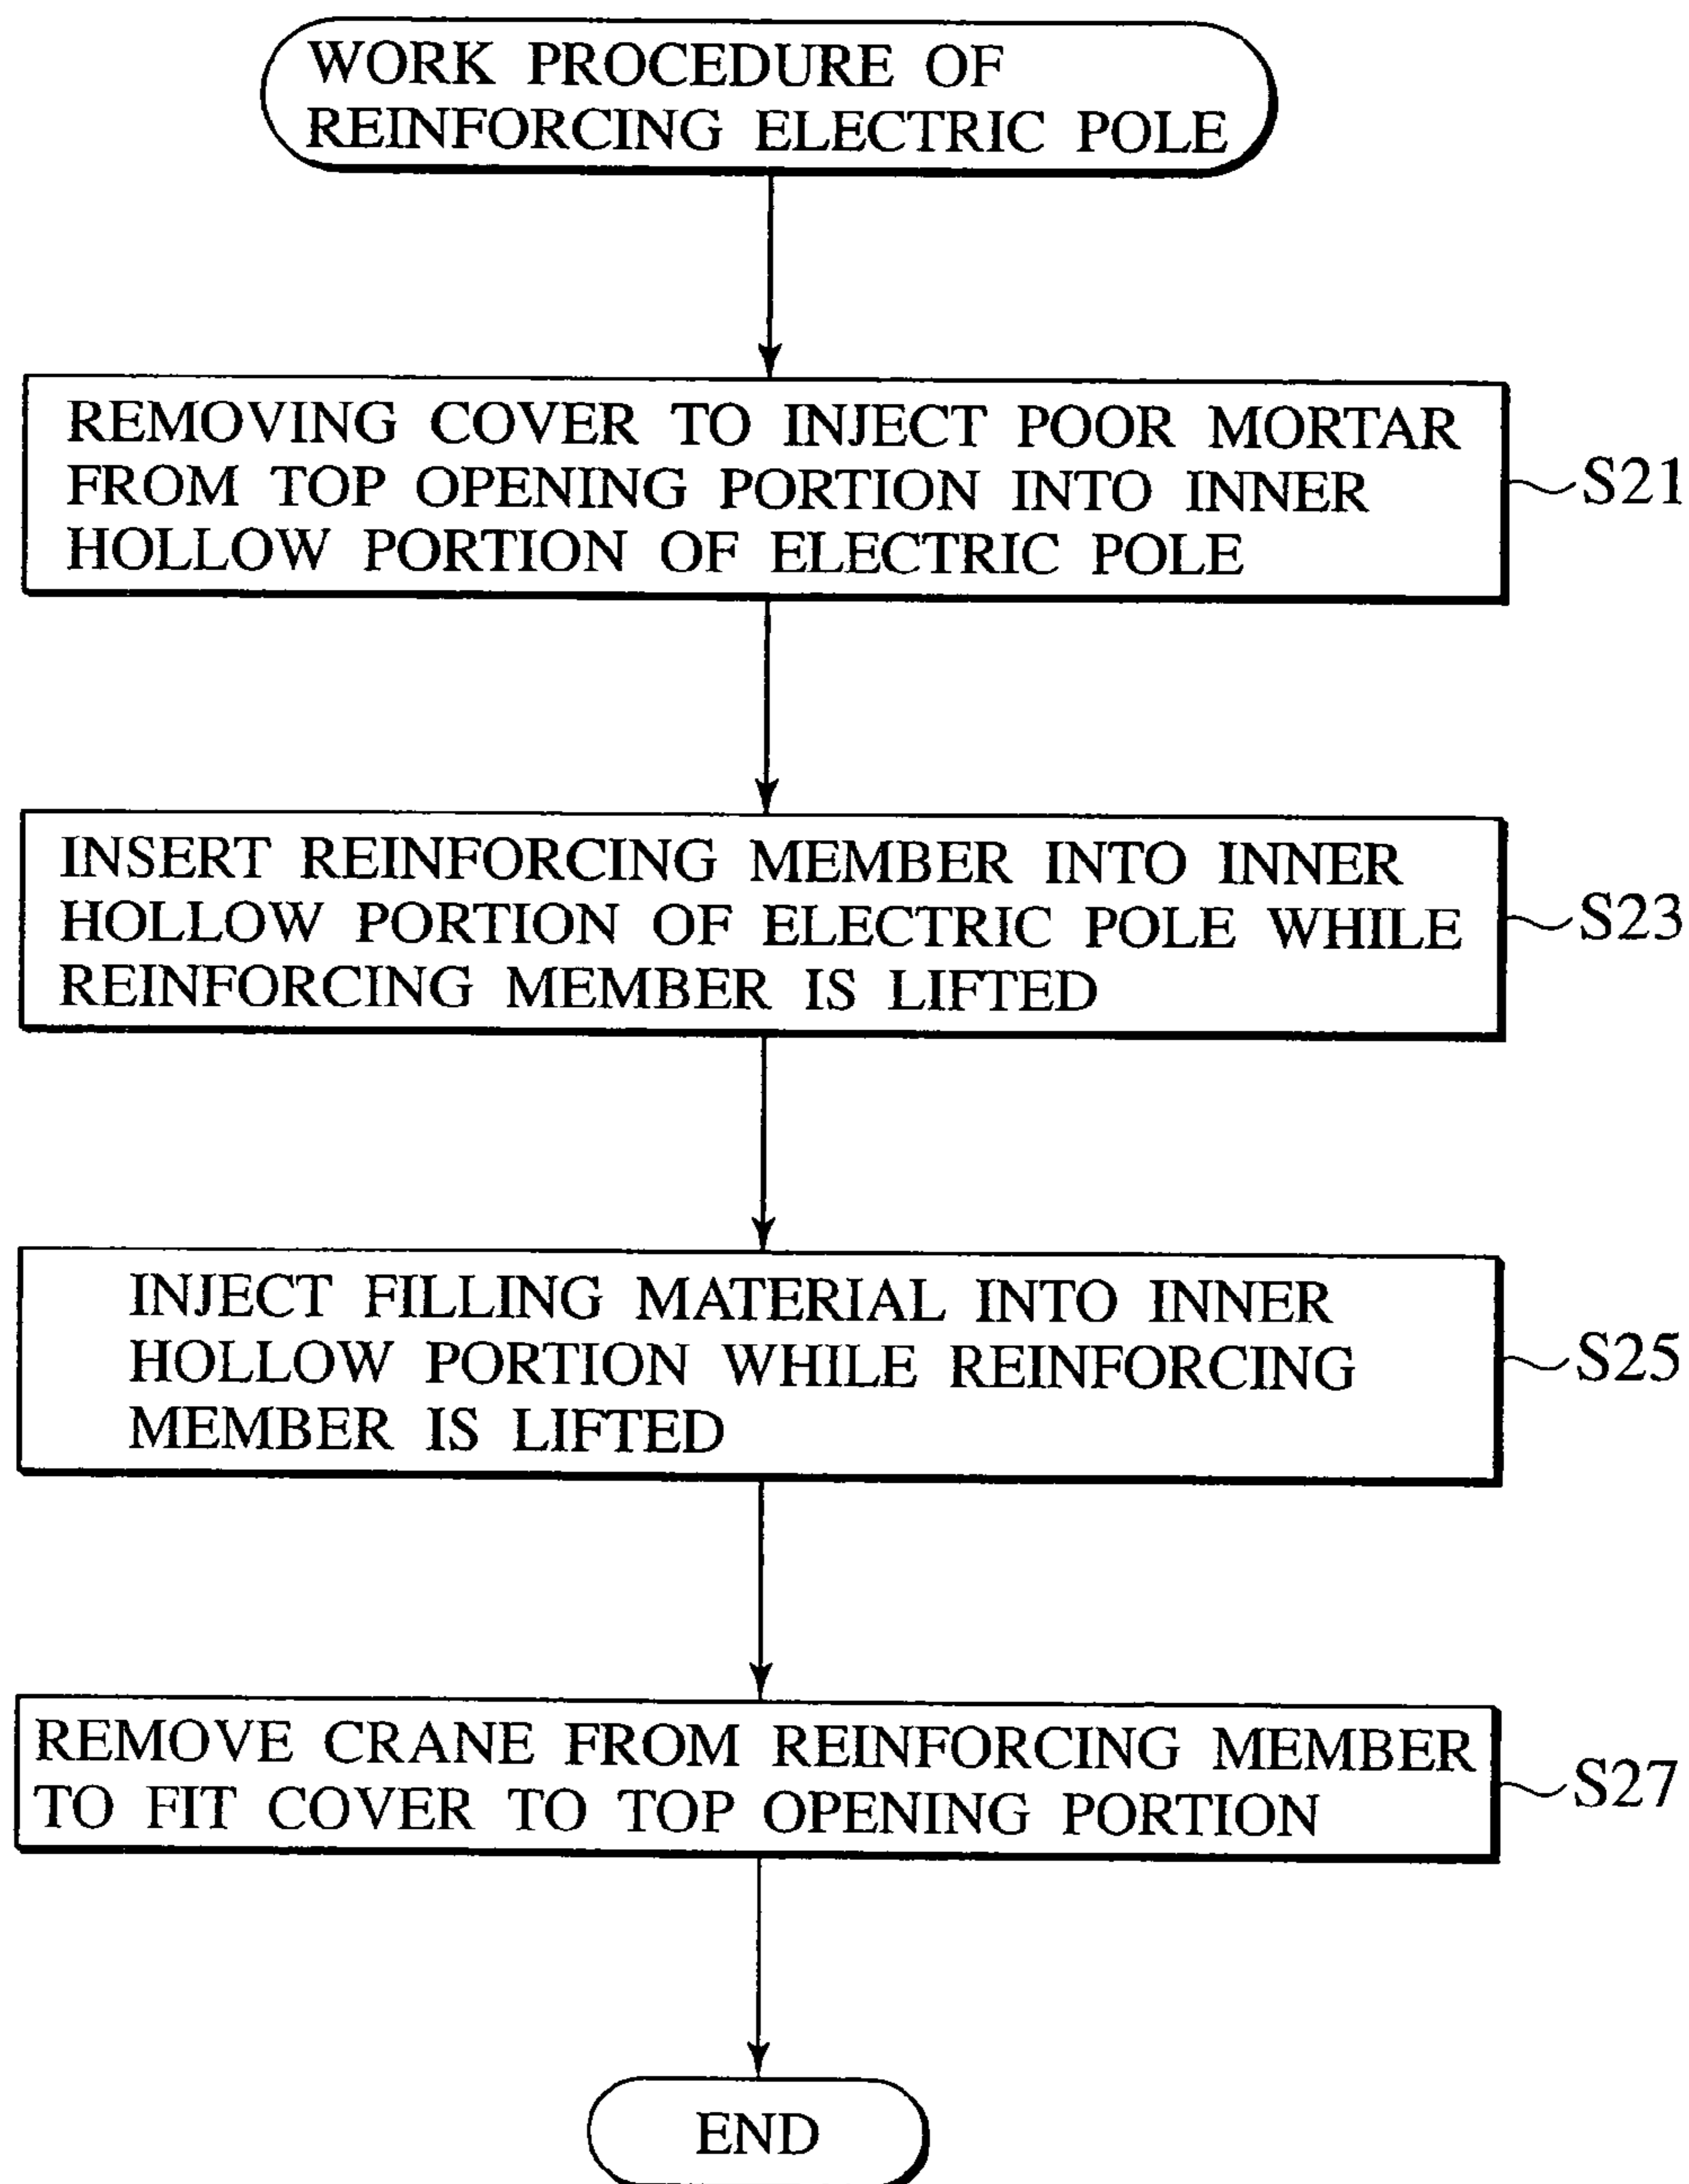 WORK PROCEDURE OF
REINFORCING ELECTRIC POLE
REMOVING COVER TO INJECT POOR MORTAR
FROM TOP OPENING PORTION INTO INNER
HOLLOW PORTION OF ELECTRIC POLE
S21
INSERT REINFORCING MEMBER INTO INNER
HOLLOW PORTION OF ELECTRIC POLE WHILE
REINFORCING MEMBER IS LIFTED
S23
INJECT FILLING MATERIAL INTO INNER
HOLLOW PORTION WHILE REINFORCING
MEMBER IS LIFTED
S25
REMOVE CRANE FROM REINFORCING MEMBER
TO FIT COVER TO TOP OPENING PORTION
S27
END